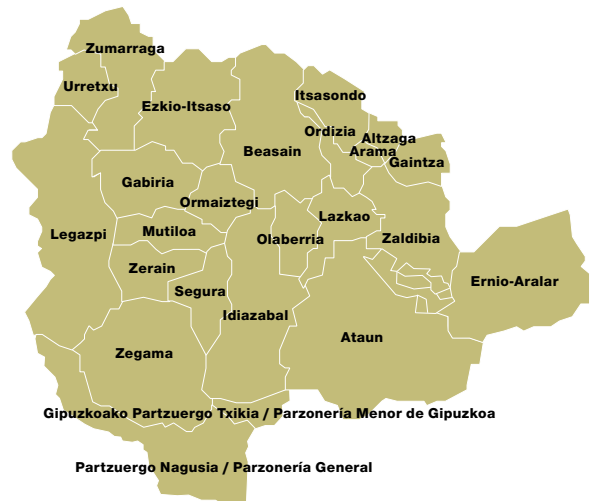 Zumarraga
Urretxu
Ezkio-Itsaso
Itsasondo
Ordizia
Altzaga
Beasain
Arama
Gaintza
Gabiria
Ormaiztegi
Lazkao
Legazpi
Mutiloa
Olaberria
Zaldibia
Zerain
Segura
Ernio-Aralar
Idiazabal
Ataun
Zegama
Gipuzkoako Partzuergo Txikia / Parzonería Menor de Gipuzkoa
Partzuergo Nagusia / Parzonería General